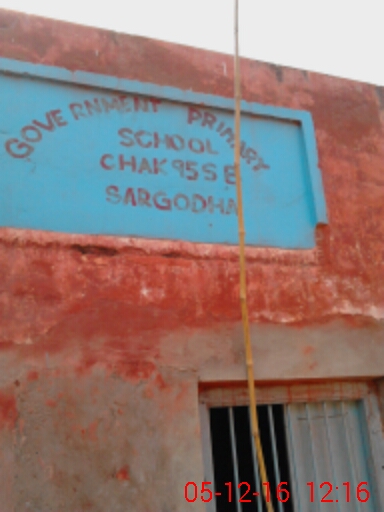 GOVERNMENT PRIMARY
SCHOOL
CHAK 95 S B
SARGODHA
05-12-16 12:16